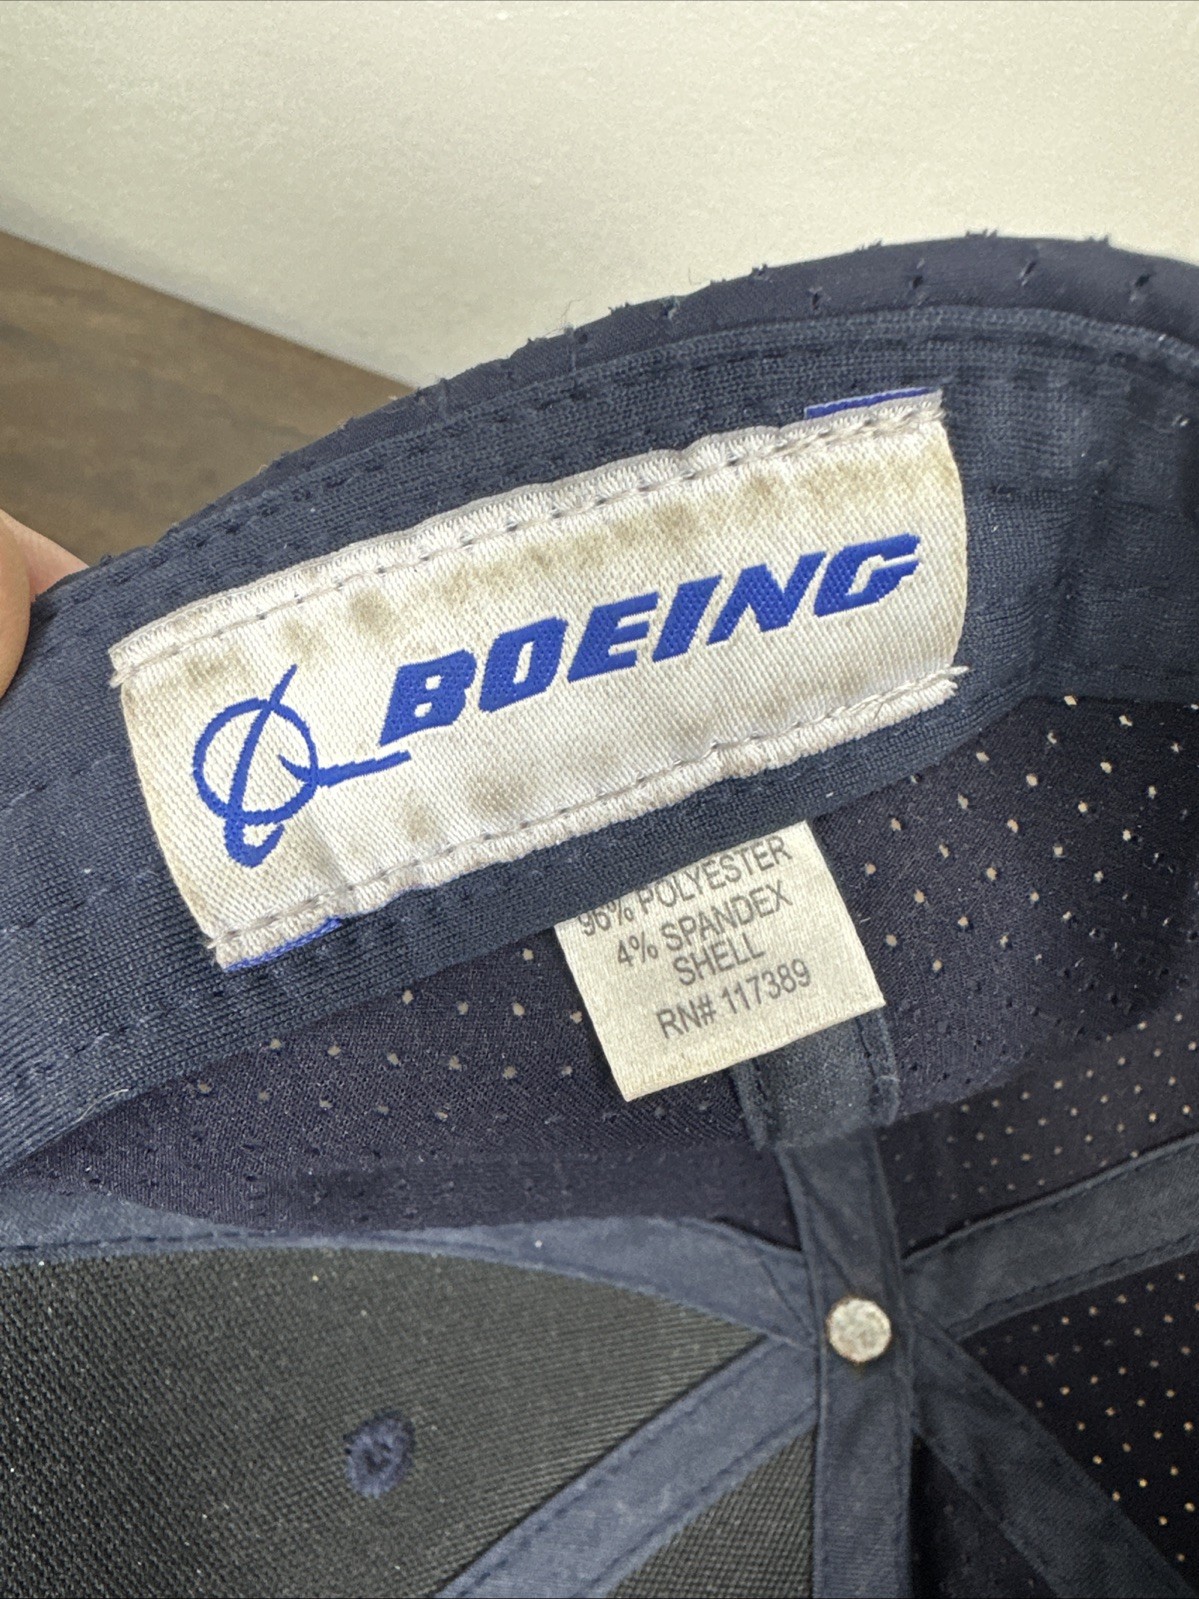 BOEING
96% POLYESTER
4% SPANDEX
SHELL
RN# 117389